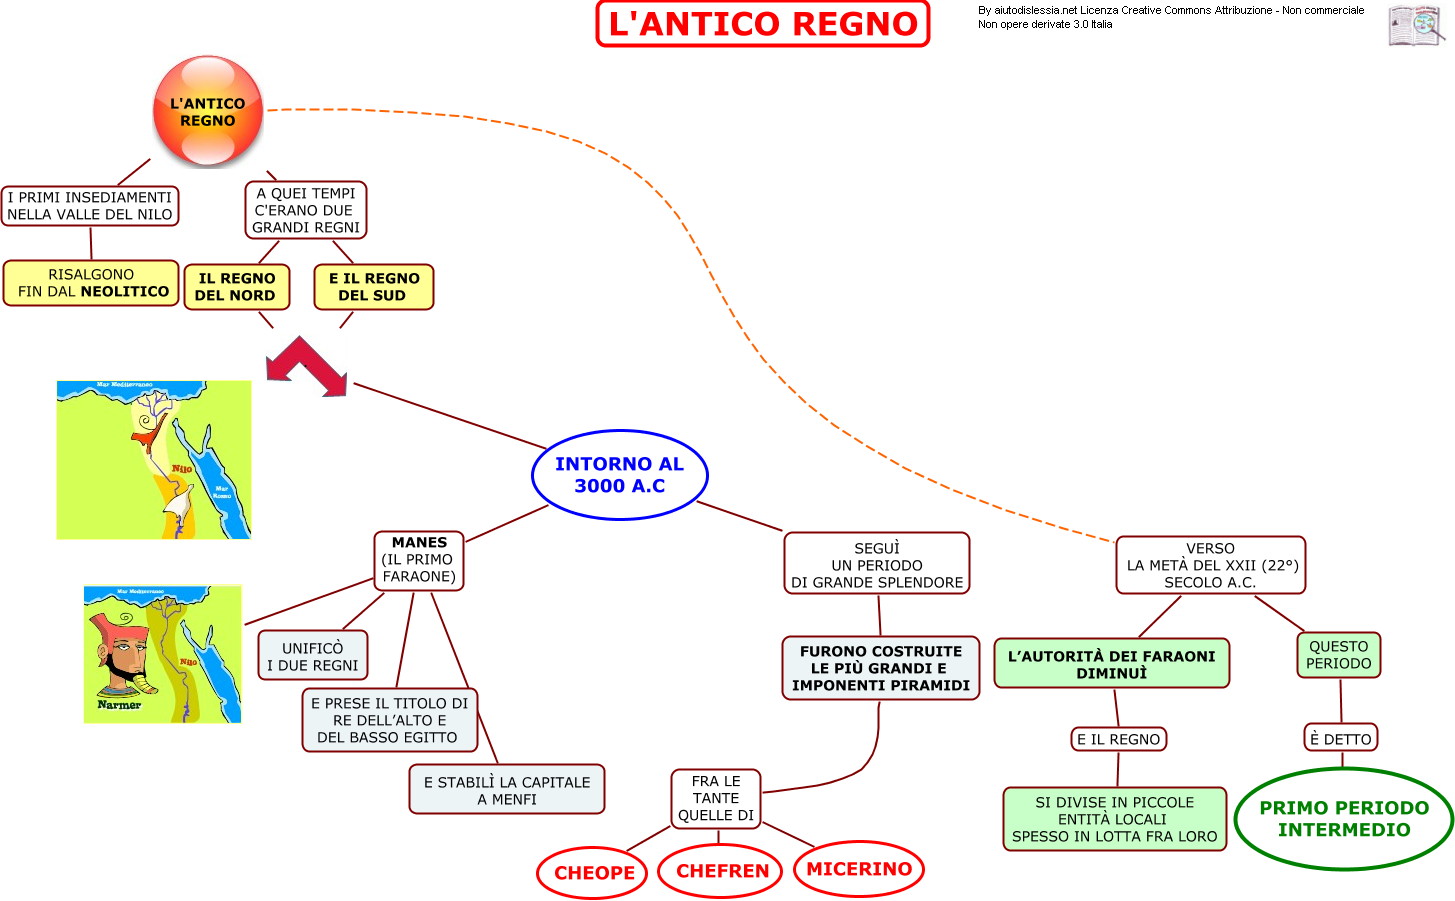 L'ANTICO REGNO
By aiutodislessia.net Licenza Creative Commons Attribuzione - Non commerciale
Non opere derivate 3.0 Italia
L'ANTICO
REGNO
I PRIMI INSEDIAMENTI
NELLA VALLE DEL NILO
A QUEI TEMPI
C'ERANO DUE
GRANDI REGNI
RISALGONO
FIN DAL NEOLITICO
IL REGNO
DEL NORD
E IL REGNO
DEL SUD
Mar Mediterraneo
Nilo
Mar
Rosso
INTORNO AL
3000 A.C
MANES
(IL PRIMO
FARAONE)
SEGUÌ
UN PERIODO
DI GRANDE SPLENDORE
VERSO
LA METÀ DEL XXII (22°)
SECOLO A.C.
Mar Mediterraneo
Nilo
Narmer
UNIFICÒ
I DUE REGNI
E PRESE IL TITOLO DI
RE DELL’ALTO E
DEL BASSO EGITTO
E STABILÌ LA CAPITALE
A MENFI
FURONO COSTRUITE
LE PIÙ GRANDI E
IMPONENTI PIRAMIDI
FRA LE
TANTE
QUELLE DI
CHEOPE
CHEFREN
MICERINO
L’AUTORITÀ DEI FARAONI
DIMINUÌ
E IL REGNO
SI DIVISE IN PICCOLE
ENTITÀ LOCALI
SPESSO IN LOTTA FRA LORO
QUESTO
PERIODO
È DETTO
PRIMO PERIODO
INTERMEDIO